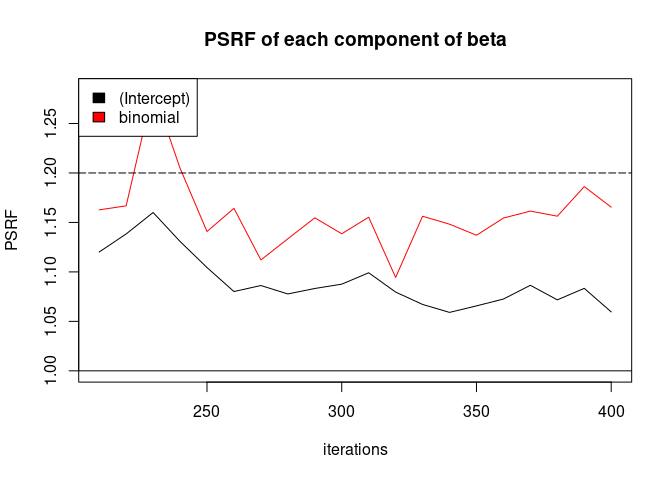 PSRF of each component of beta
(Intercept)
binomial
PSRF
1.25
1.20
1.15
1.10
1.05
1.00
250
300
350
400
iterations